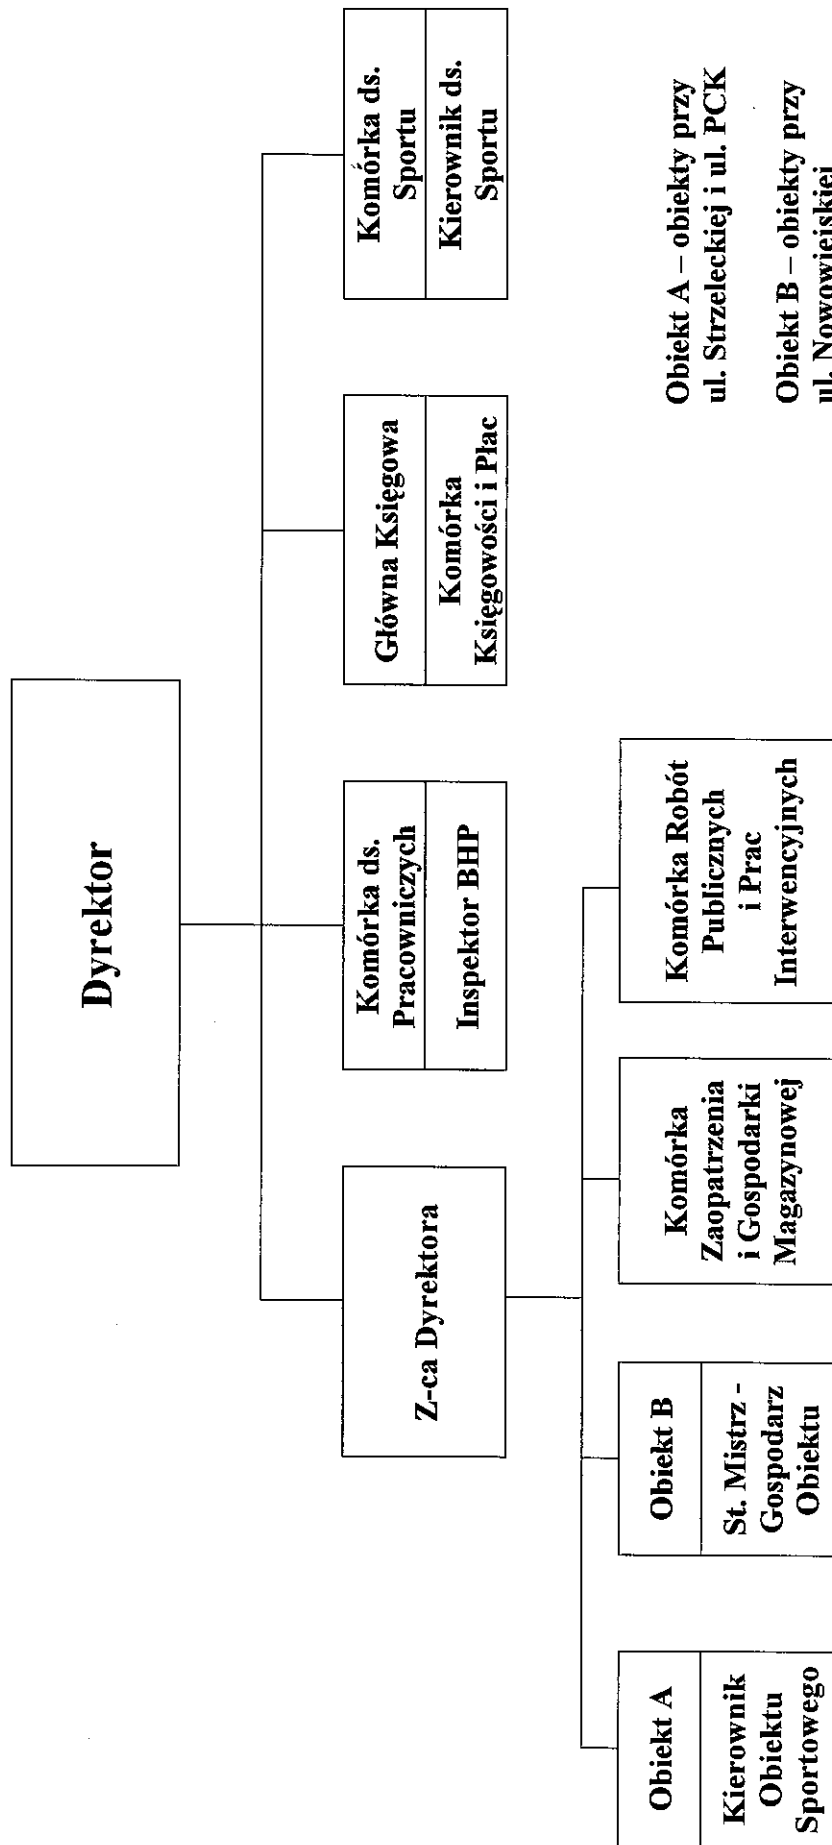 Dyrektor
Z-ca Dyrektora
Komórka ds.
Pracowniczych
Inspektor BHP
Główna Księgowa
Komórka
Księgowości i Płac
Komórka ds.
Sportu
Kierownik ds.
Sportu
Obiekt A
Kierownik
Obiektu
Sportowego
Obiekt B
St. Mistrz -
Gospodarz
Obiektu
Komórka
Zaopatrzenia
i Gospodarki
Magazynowej
Komórka Robót
Publicznych
i Prac
Interwencyjnych
Obiekt A – obiekty przy
ul. Strzeleckiej i ul. PCK
Obiekt B – obiekty przy
ul. Nowowiejskiej